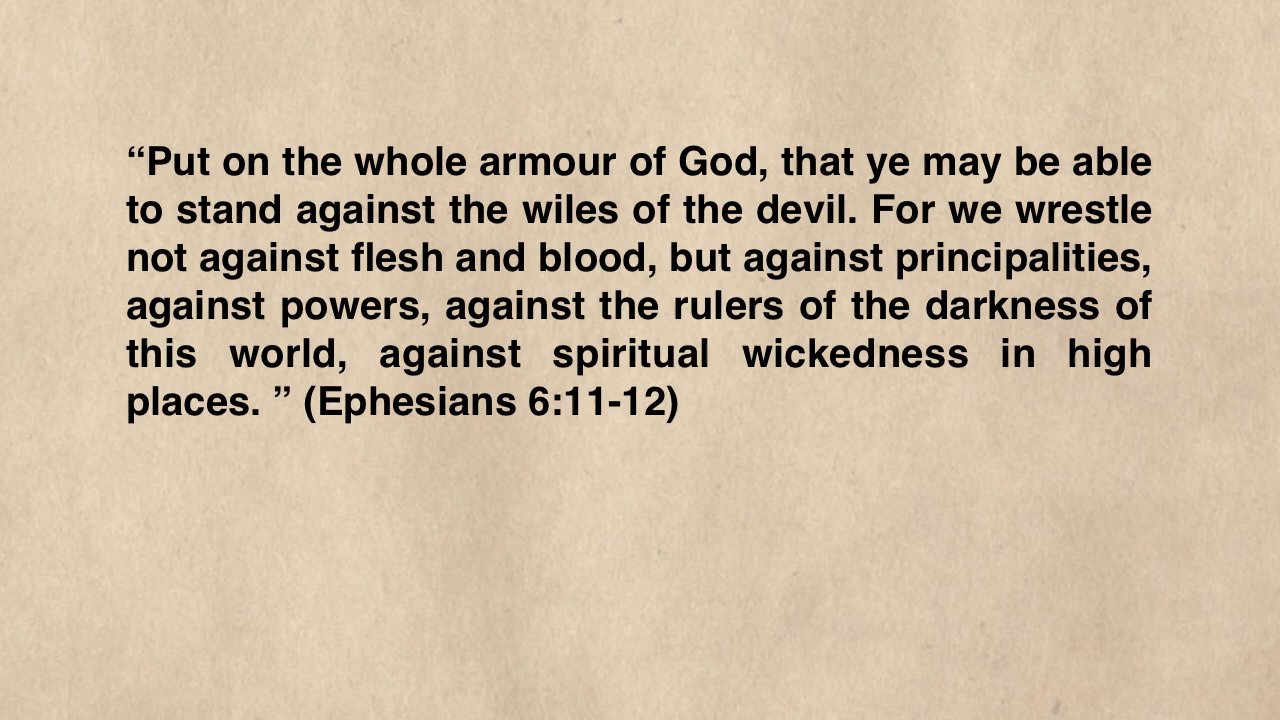 “Put on the whole armour of God, that ye may be able
to stand against the wiles of the devil. For we wrestle
not against flesh and blood, but against principalities,
against powers, against the rulers of the darkness of
this world, against spiritual wickedness in high
places. ” (Ephesians 6:11-12)